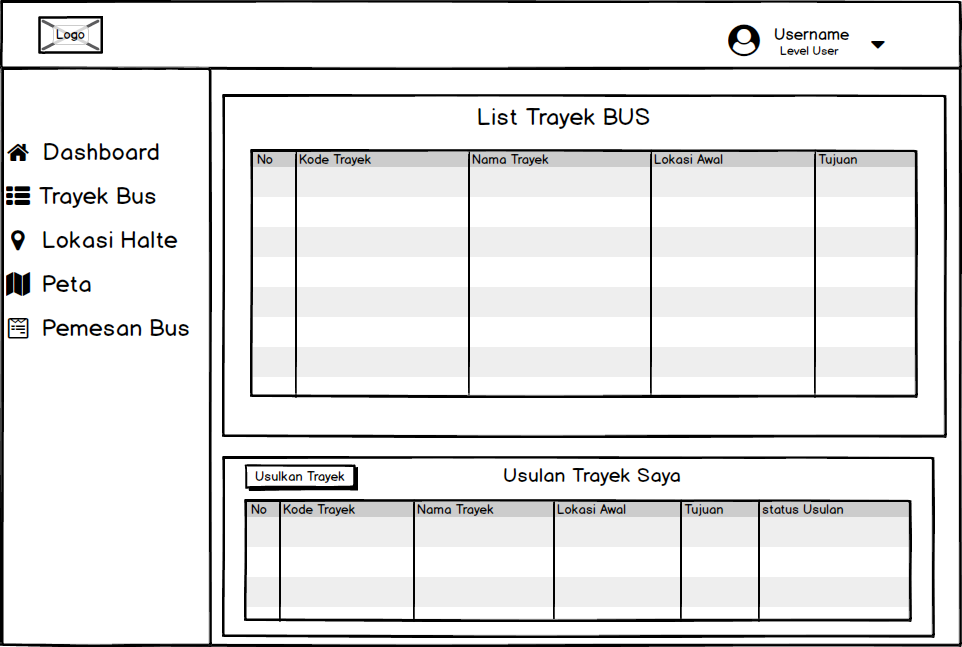 Logo
Username
Level User
Dashboard
Trayek Bus
Lokasi Halte
Peta
Pemesan Bus
List Trayek BUS
No Kode Trayek Nama Trayek Lokasi Awal Tujuan
Usulkan Trayek
Usulan Trayek Saya
No Kode Trayek Nama Trayek Lokasi Awal Tujuan status Usulan